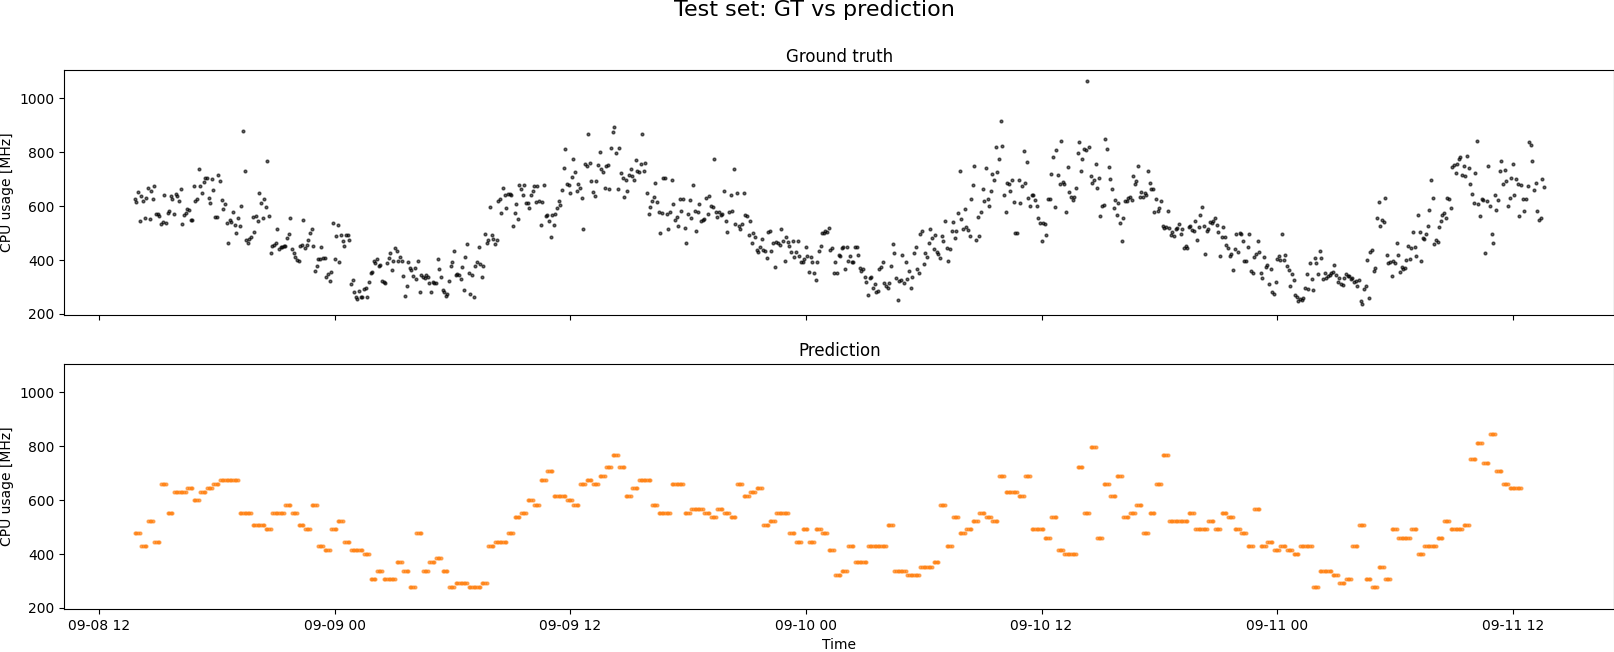 Test set: GT vs prediction
Ground truth
CPU usage [MHz]
1000
800
600
400
200
Prediction
CPU usage [MHz]
1000
800
600
400
200
09-08 12 09-09 00 09-09 12 09-10 00 09-10 12 09-11 00 09-11 12
Time